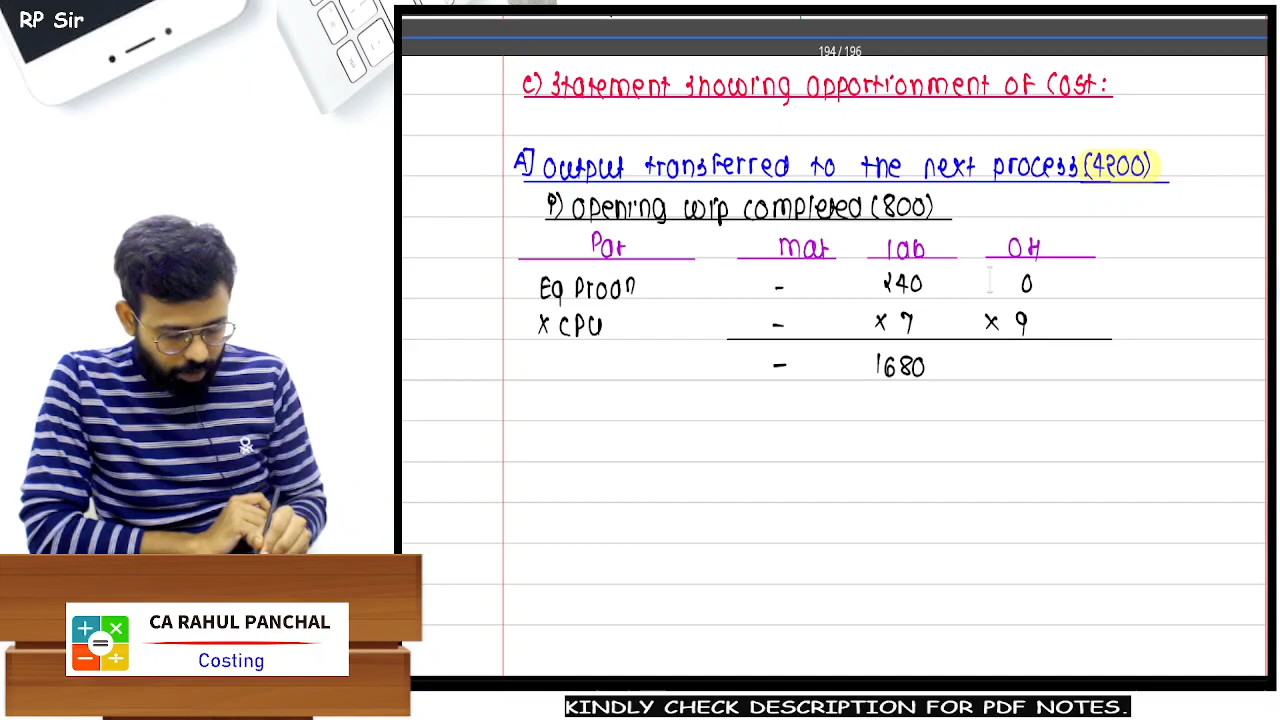 RP Sir
194 / 196
C) Statement showing apportionment of Cost:
A] Output transferred to the next process (4200)
i) Opening wip completed (800)
Par Mat lab OH
Eq Prodn - 240 0
x CPU - x 7 x 9
- 1680
CA RAHUL PANCHAL
Costing
KINDLY CHECK DESCRIPTION FOR PDF NOTES.